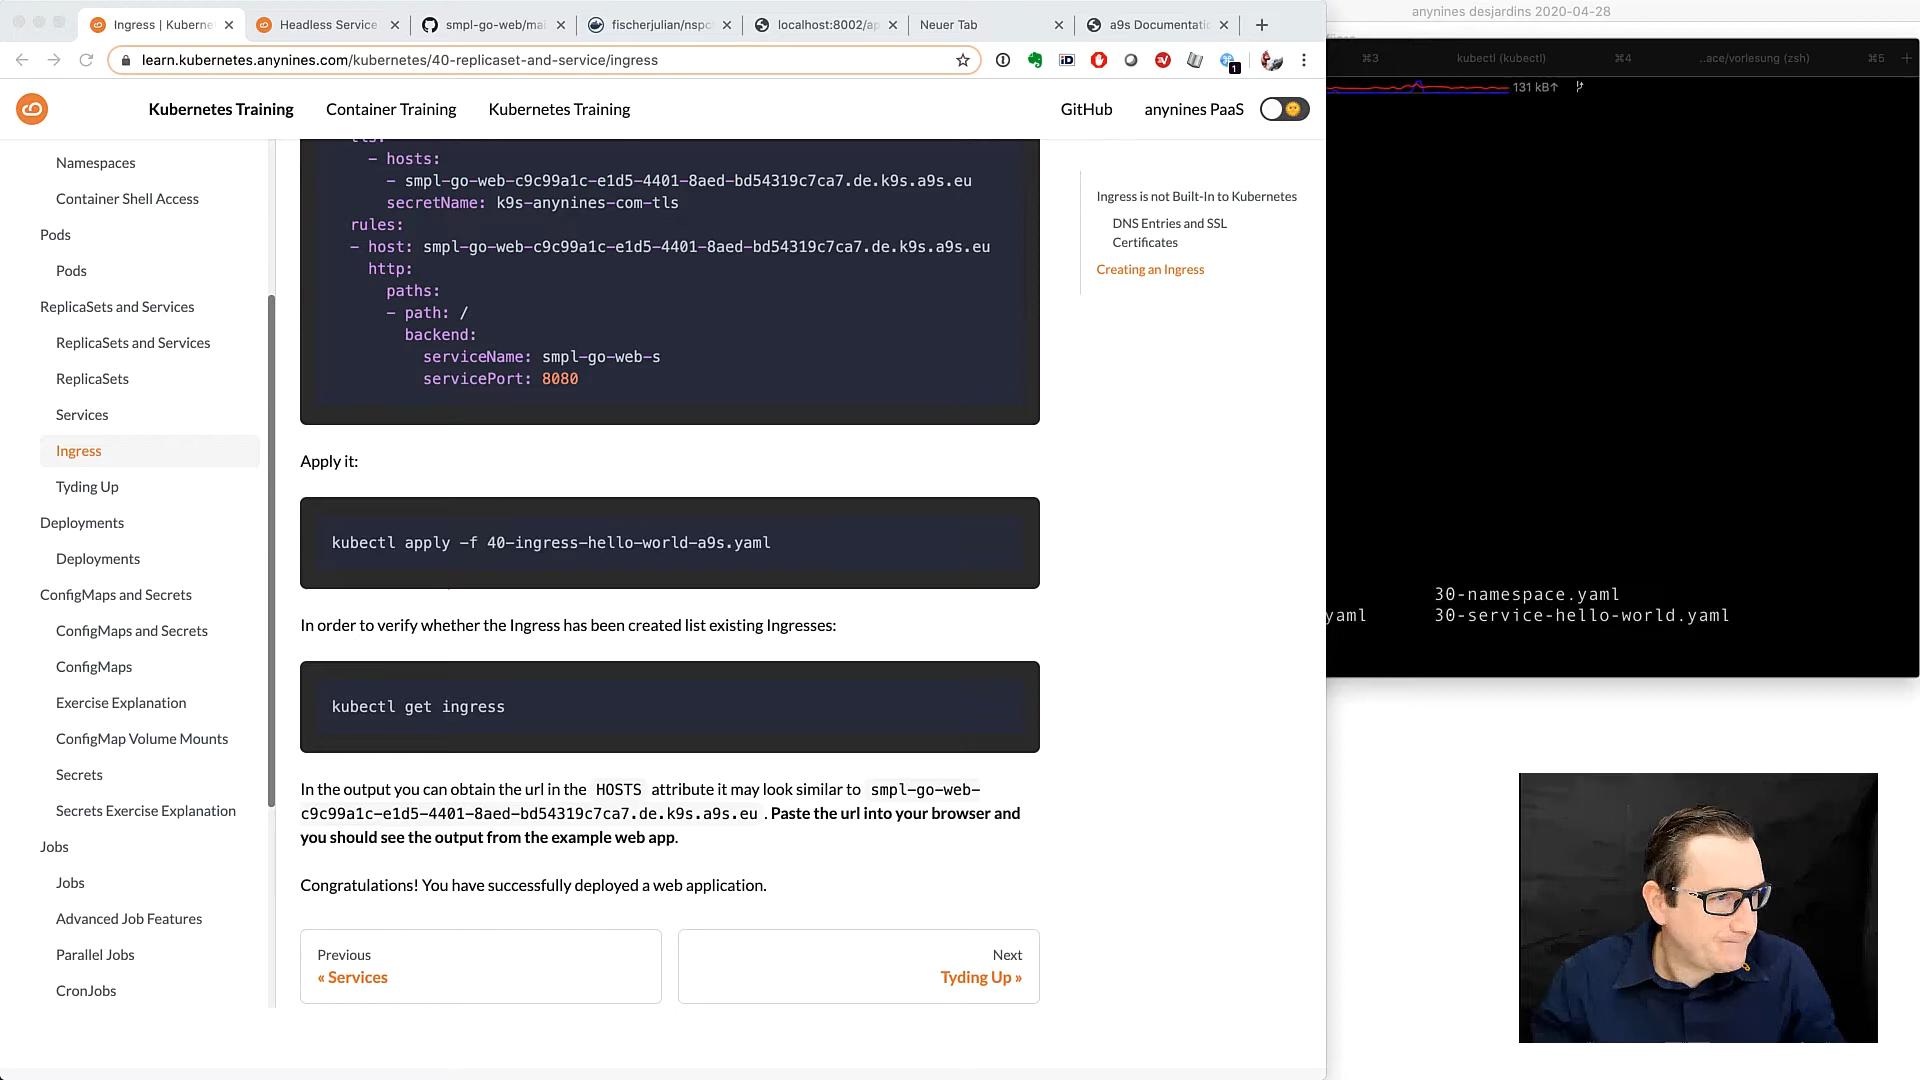 Ingress | Kuberne
Headless Service
smpl-go-web/mai
fischerjulian/nspc
localhost:8002/ap
Neuer Tab
a9s Documentati
anynines desjardins 2020-04-28
learn.kubernetes.anynines.com/kubernetes/40-replicaset-and-service/ingress
1
⌘3
kubectl (kubectl)
⌘4
..ace/vorlesung (zsh)
⌘5
131 kB↑
Kubernetes Training
Container Training
Kubernetes Training
GitHub
anynines PaaS
Namespaces
Container Shell Access
Pods
Pods
ReplicaSets and Services
ReplicaSets and Services
ReplicaSets
Services
Ingress
Tyding Up
Deployments
Deployments
ConfigMaps and Secrets
ConfigMaps and Secrets
ConfigMaps
Exercise Explanation
ConfigMap Volume Mounts
Secrets
Secrets Exercise Explanation
Jobs
Jobs
Advanced Job Features
Parallel Jobs
CronJobs
tls:
- hosts:
- smpl-go-web-c9c99a1c-e1d5-4401-8aed-bd54319c7ca7.de.k9s.a9s.eu
secretName: k9s-anynines-com-tls
rules:
- host: smpl-go-web-c9c99a1c-e1d5-4401-8aed-bd54319c7ca7.de.k9s.a9s.eu
http:
paths:
- path: /
backend:
serviceName: smpl-go-web-s
servicePort: 8080
Apply it:
kubectl apply -f 40-ingress-hello-world-a9s.yaml
In order to verify whether the Ingress has been created list existing Ingresses:
kubectl get ingress
In the output you can obtain the url in the HOSTS attribute it may look similar to smpl-go-web-
c9c99a1c-e1d5-4401-8aed-bd54319c7ca7.de.k9s.a9s.eu . Paste the url into your browser and
you should see the output from the example web app.
Congratulations! You have successfully deployed a web application.
Previous
« Services
Next
Tyding Up »
Ingress is not Built-In to Kubernetes
DNS Entries and SSL
Certificates
Creating an Ingress
30-namespace.yaml
yaml 30-service-hello-world.yaml